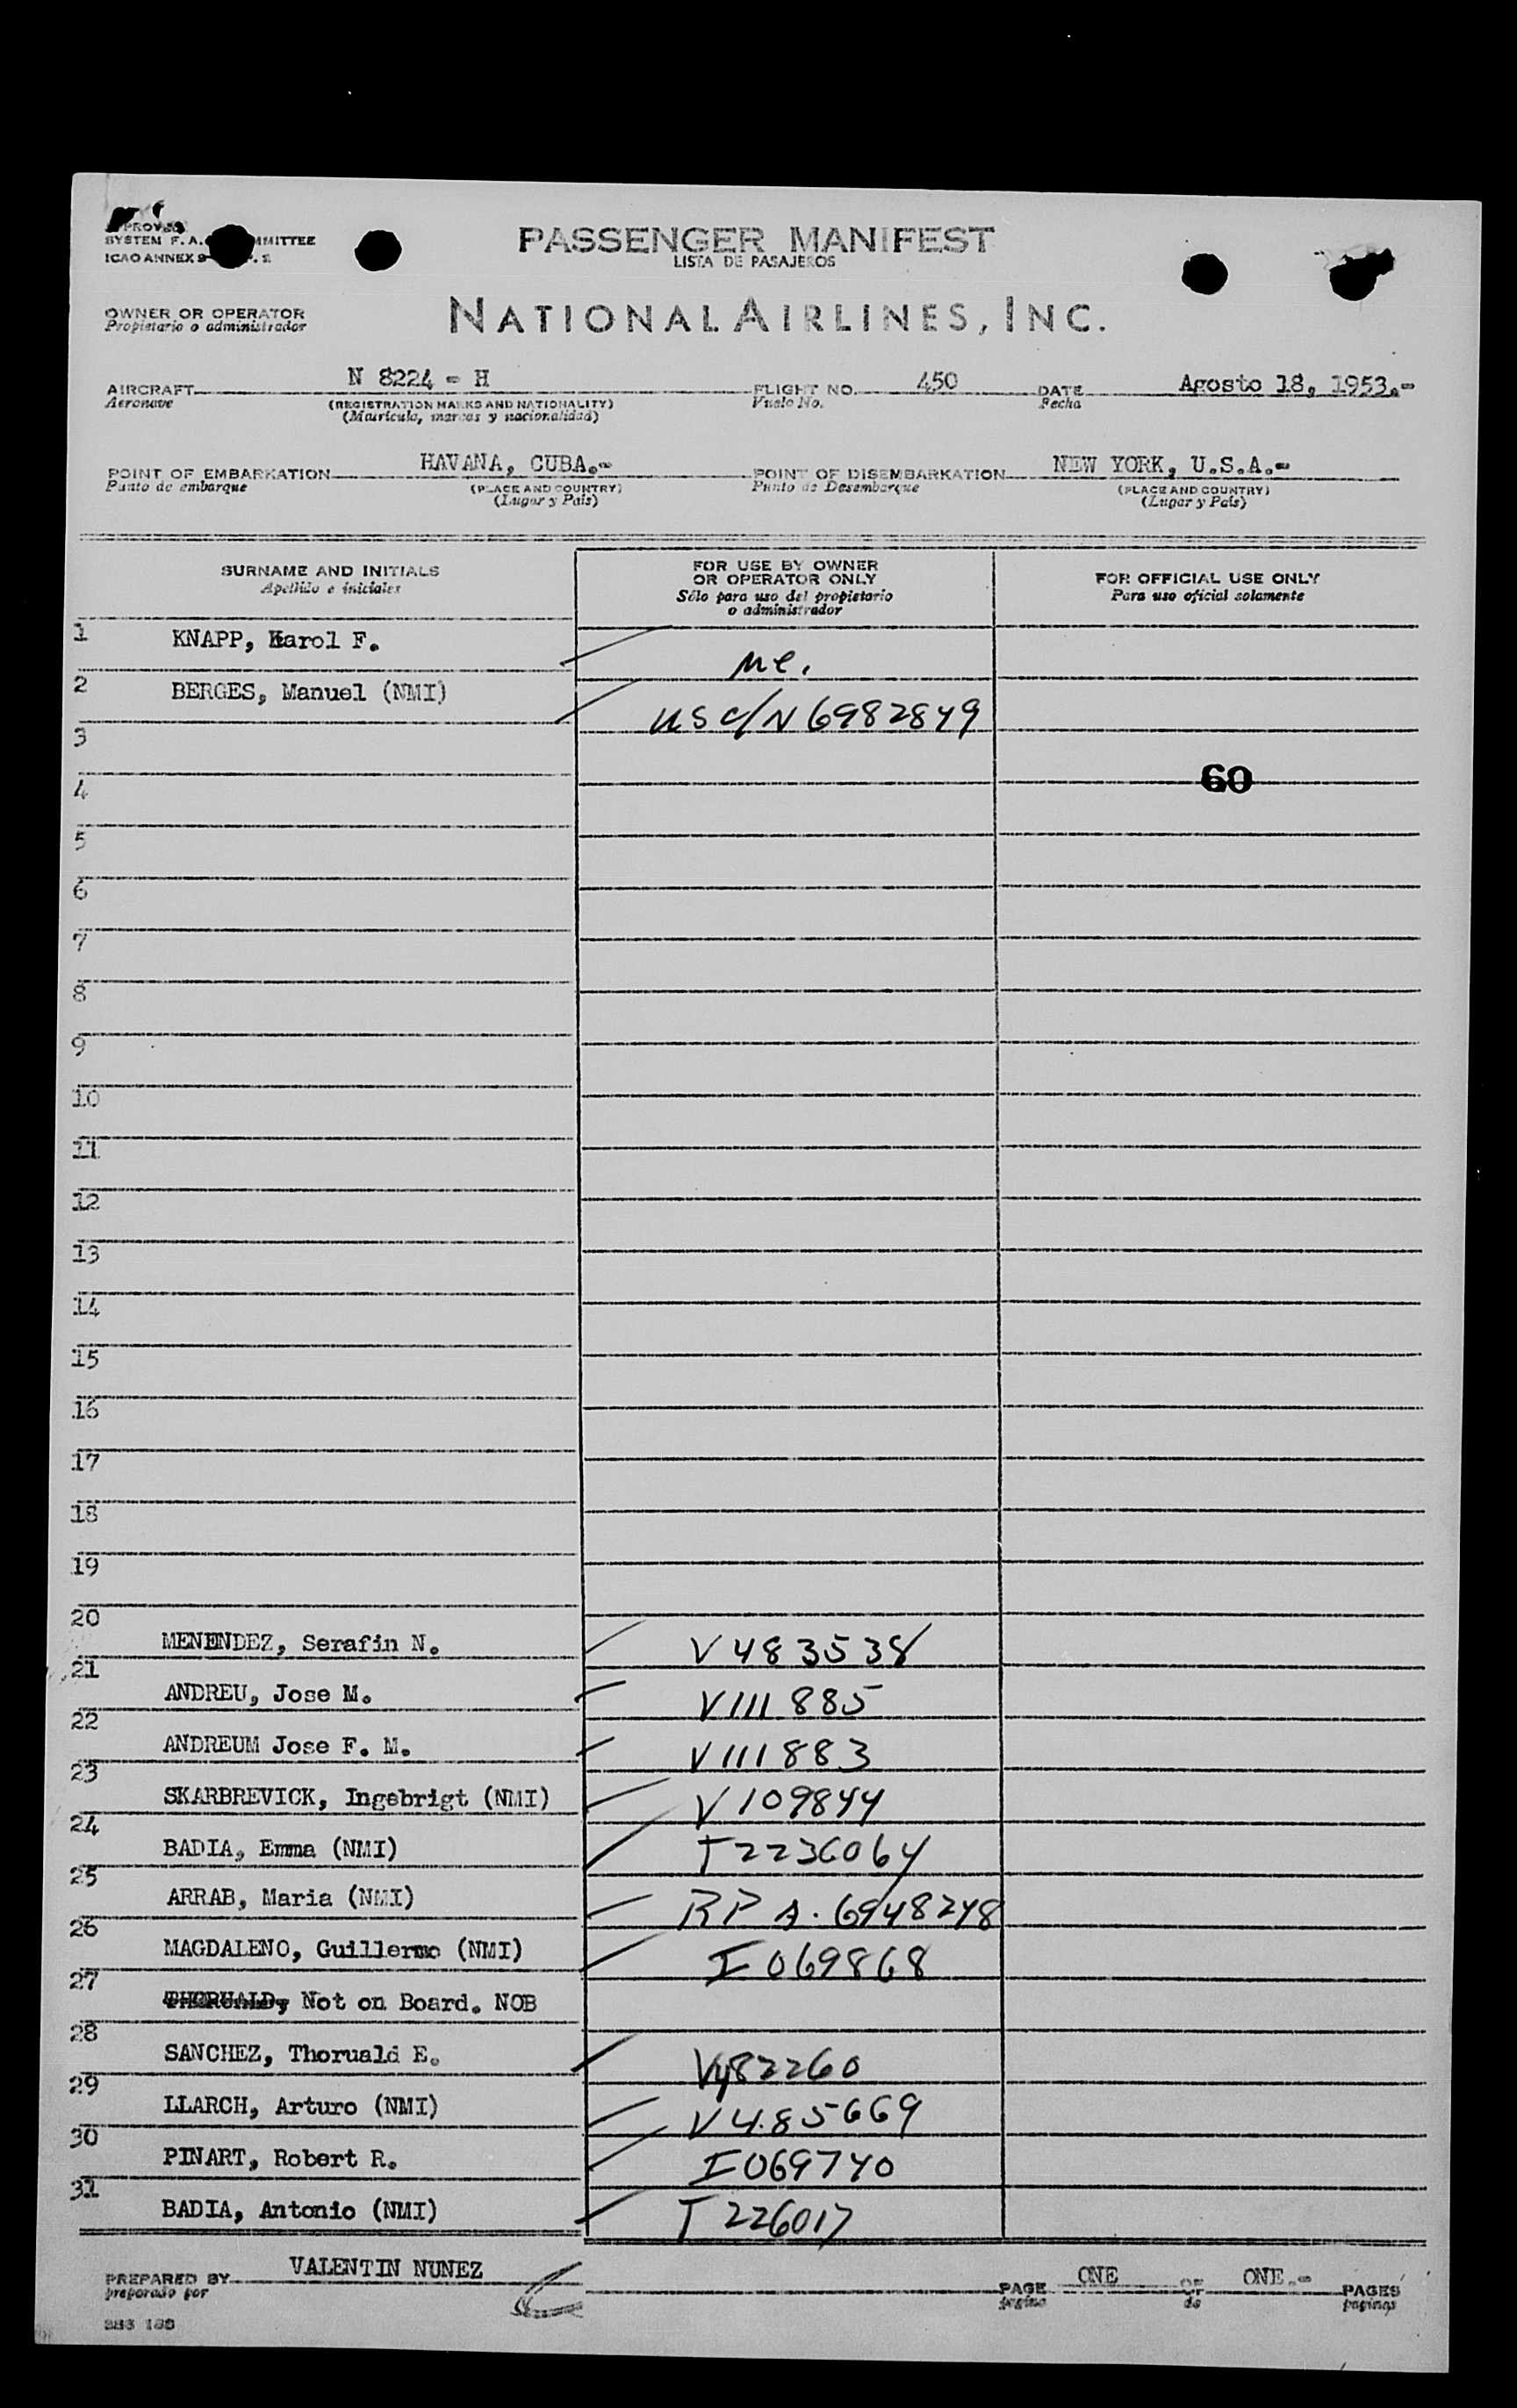 PASSENGER MANIFEST
LISTA DE PASAJEROS
SYSTEM F. A.
ICAO ANNEX 9
OWNER OR OPERATOR
Propietario o administrador
NATIONAL AIRLINES, INC.
AIRCRAFT N 8224 - H FLIGHT NO. 450 DATE Agosto 18, 1953.-
Aeronave (REGISTRATION MARKS AND NATIONALITY) Vuelo No. Fecha
(Matricula, marcas y nacionalidad)
POINT OF EMBARKATION HAVANA, CUBA.- POINT OF DISEMBARKATION NEW YORK, U.S.A.-
Punto de embarque (PLACE AND COUNTRY) Punto de Desembarque (PLACE AND COUNTRY)
(Lugar y País) (Lugar y País)
SURNAME AND INITIALS
Apellido e iniciales
FOR USE BY OWNER
OR OPERATOR ONLY
Sólo para uso del propietario
o administrador
FOR OFFICIAL USE ONLY
Para uso oficial solamente
1 KNAPP, Karol F.
2 BERGES, Manuel (NMI) USC/N 6982849
3
60
4
5
6
7
8
9
10
11
12
13
14
15
16
17
18
19
20
MENENDEZ, Serafin N. V 483538
21
ANDREU, Jose M. V111885
22
ANDREUM Jose F. M. V111883
23
SKARBREVICK, Ingebrigt (NMI) V109844
24
BADIA, Emma (NMI) T2236064
25
ARRAB, Maria (NMI) RP A. 6948248
26
MAGDALENO, Guillermo (NMI) I069868
27
THORUALD, Not on Board. NOB
28
SANCHEZ, Thoruald E. V482260
29
LLARCH, Arturo (NMI) V485669
30
PINART, Robert R. I069740
31
BADIA, Antonio (NMI) T226017
PREPARED BY VALENTIN NUNEZ PAGE ONE OF ONE.- PAGES
preparado por página de páginas